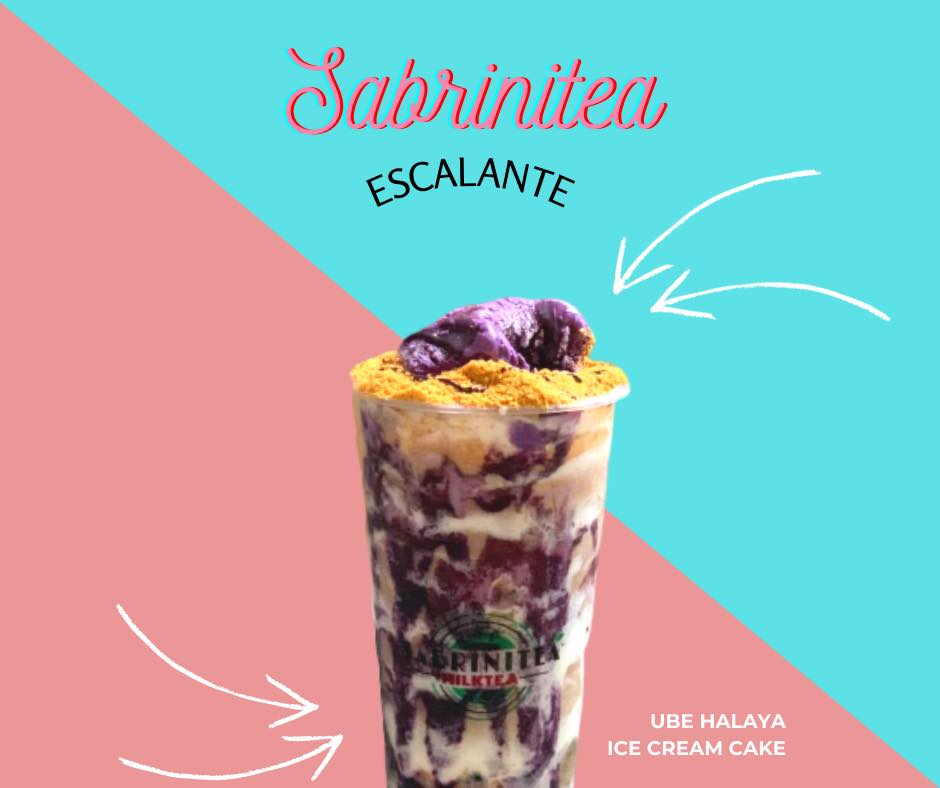 Sabrinitea
ESCALANTE
SABRINITEA
MILKTEA
UBE HALAYA
ICE CREAM CAKE